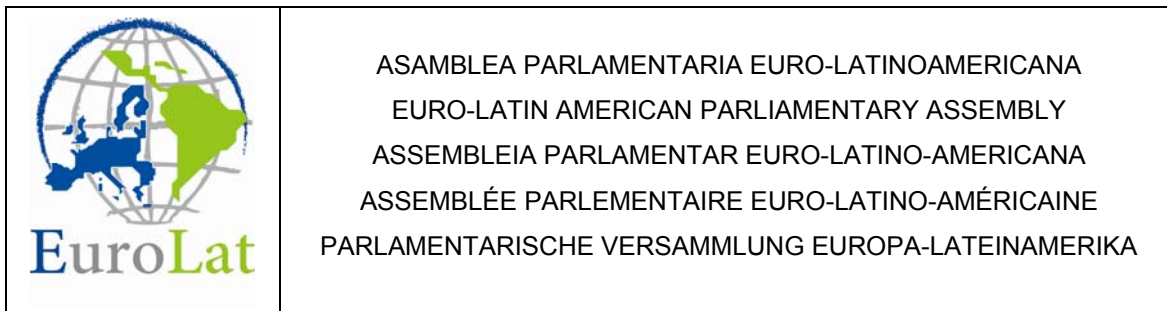 EuroLat
ASAMBLEA PARLAMENTARIA EURO-LATINOAMERICANA
EURO-LATIN AMERICAN PARLIAMENTARY ASSEMBLY
ASSEMBLEIA PARLAMENTAR EURO-LATINO-AMERICANA
ASSEMBLÉE PARLEMENTAIRE EURO-LATINO-AMÉRICAINE
PARLAMENTARISCHE VERSAMMLUNG EUROPA-LATEINAMERIKA